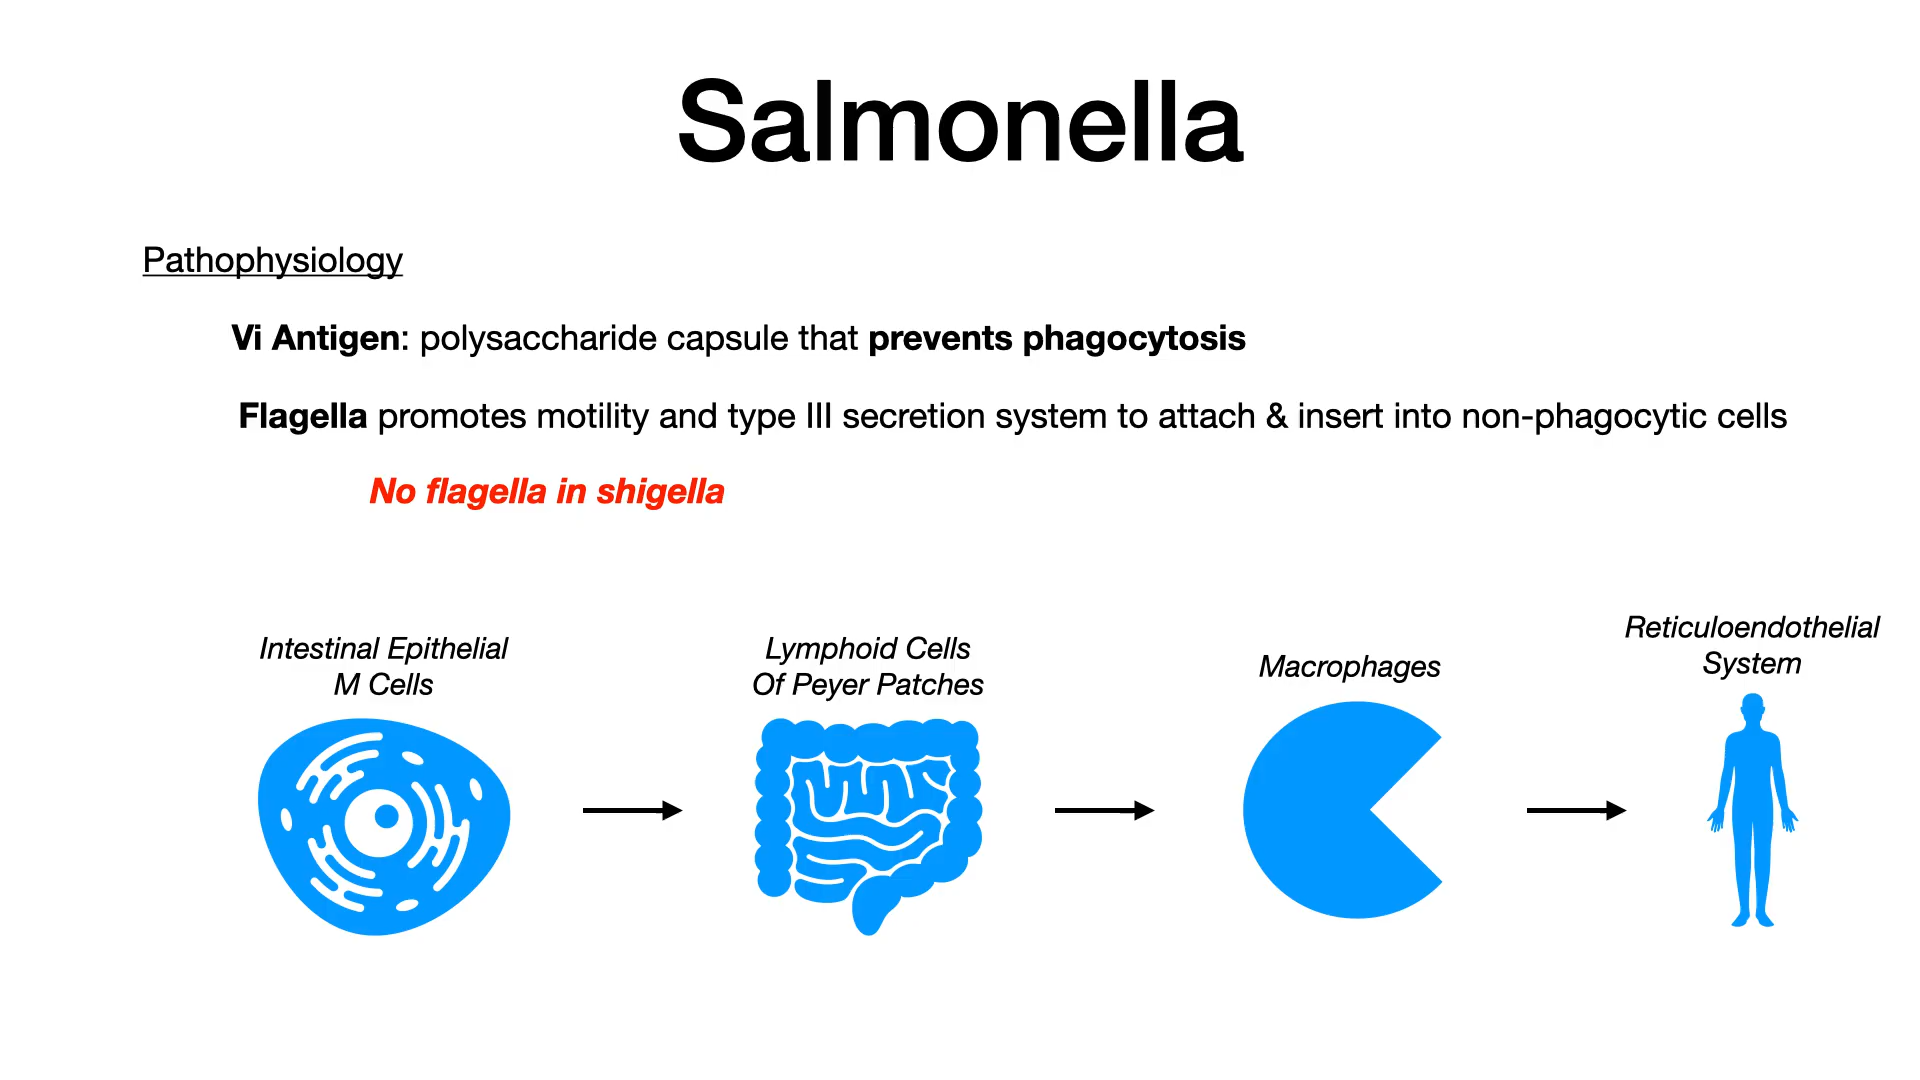 Salmonella
Pathophysiology
Vi Antigen: polysaccharide capsule that prevents phagocytosis
Flagella promotes motility and type III secretion system to attach & insert into non-phagocytic cells
No flagella in shigella
Intestinal Epithelial
M Cells
Lymphoid Cells
Of Peyer Patches
Macrophages
Reticuloendothelial
System